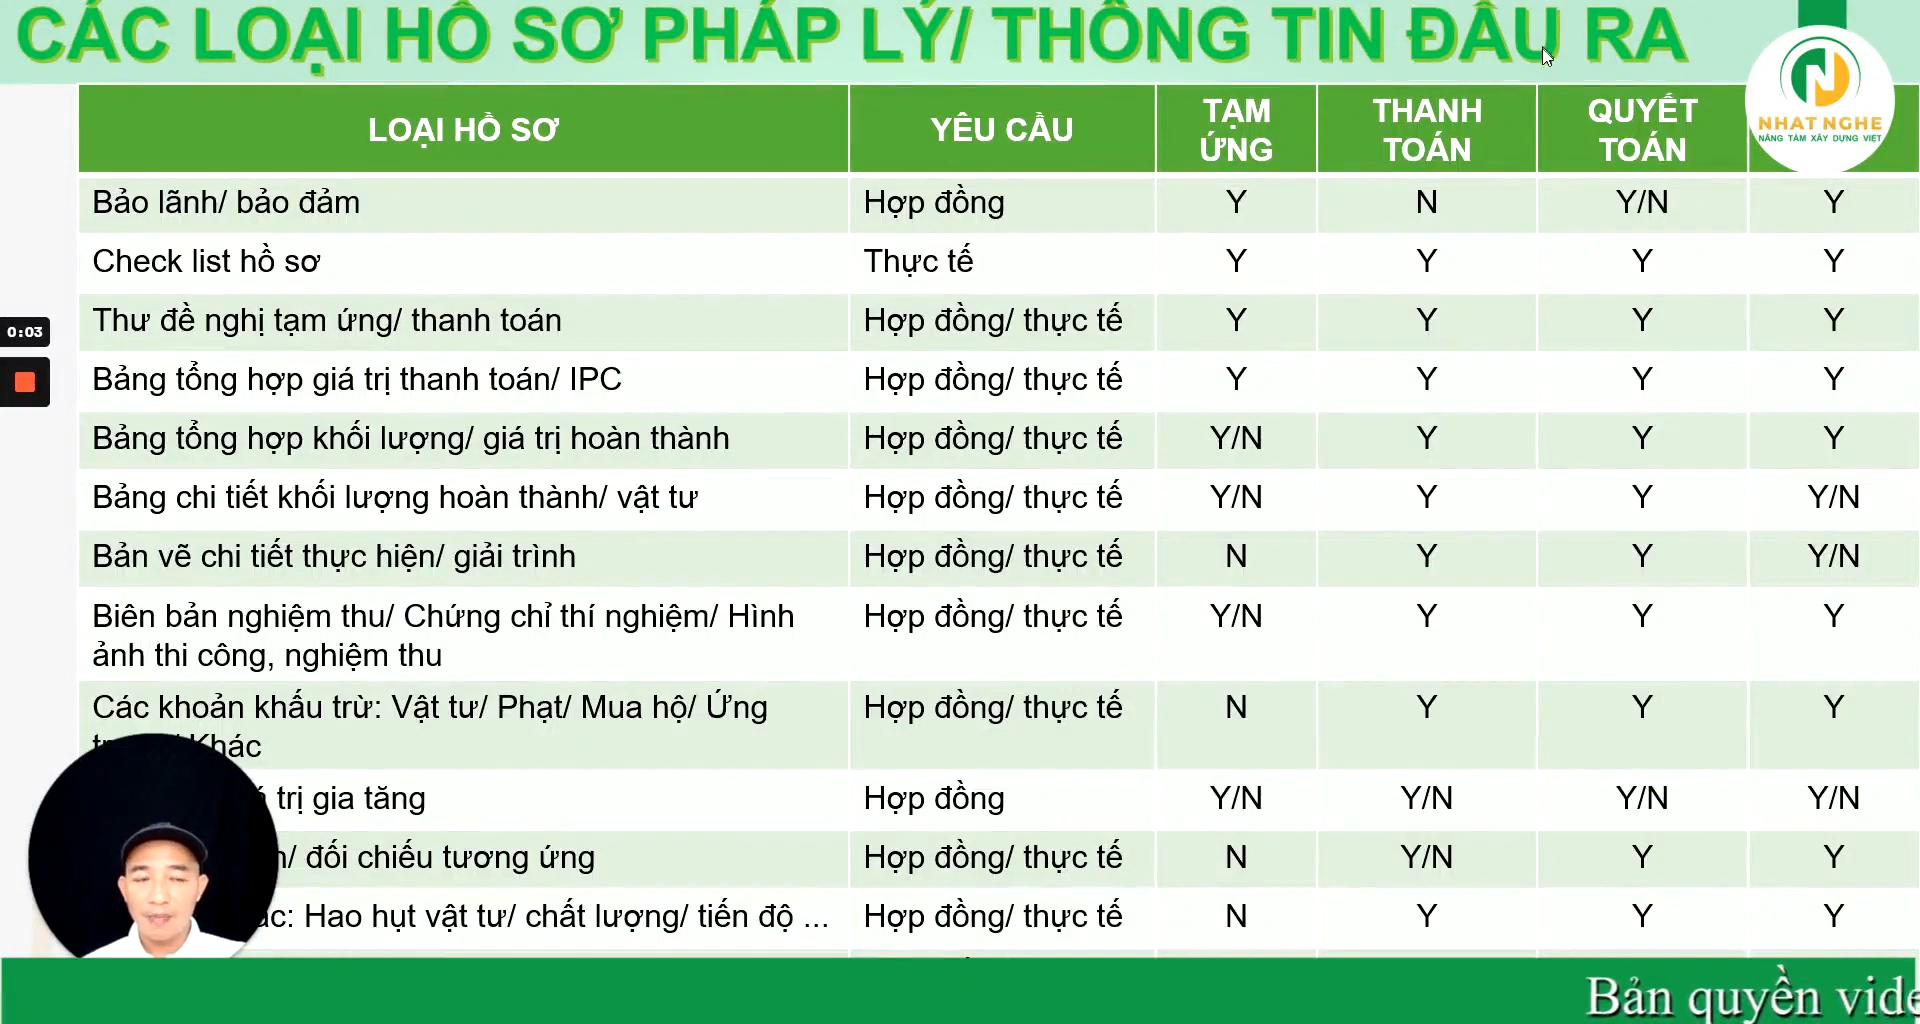 CÁC LOẠI HỒ SƠ PHÁP LÝ/ THÔNG TIN ĐẦU RA
NHAT NGHE
NÂNG TẦM XÂY DỰNG VIỆT
LOẠI HỒ SƠ YÊU CẦU TẠM ỨNG THANH TOÁN QUYẾT TOÁN
Bảo lãnh/ bảo đảm Hợp đồng Y N Y/N Y
Check list hồ sơ Thực tế Y Y Y Y
0:03
Thư đề nghị tạm ứng/ thanh toán Hợp đồng/ thực tế Y Y Y Y
Bảng tổng hợp giá trị thanh toán/ IPC Hợp đồng/ thực tế Y Y Y Y
Bảng tổng hợp khối lượng/ giá trị hoàn thành Hợp đồng/ thực tế Y/N Y Y Y
Bảng chi tiết khối lượng hoàn thành/ vật tư Hợp đồng/ thực tế Y/N Y Y Y/N
Bản vẽ chi tiết thực hiện/ giải trình Hợp đồng/ thực tế N Y Y Y/N
Biên bản nghiệm thu/ Chứng chỉ thí nghiệm/ Hình Hợp đồng/ thực tế Y/N Y Y Y
ảnh thi công, nghiệm thu
Các khoản khấu trừ: Vật tư/ Phạt/ Mua hộ/ Ứng Hợp đồng/ thực tế N Y Y Y
Khác
trị gia tăng Hợp đồng Y/N Y/N Y/N Y/N
/ đối chiếu tương ứng Hợp đồng/ thực tế N Y/N Y Y
: Hao hụt vật tư/ chất lượng/ tiến độ ... Hợp đồng/ thực tế N Y Y Y
Bản quyền vide